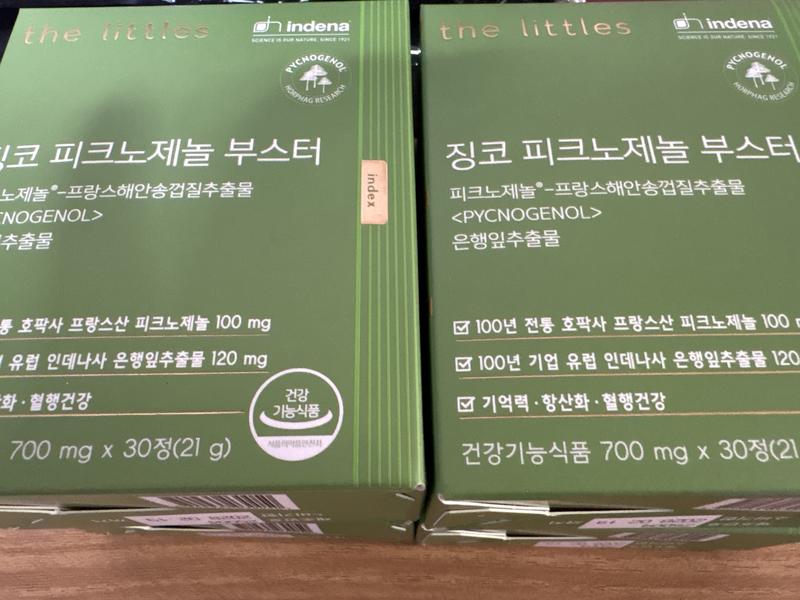 the littles
indena
SCIENCE IS OUR NATURE. SINCE 1921
PYCNOGENOL
HORPHAG RESEARCH
징코 피크노제놀 부스터
노제놀®-프랑스해안송껍질추출물
CNOGENOL>
추출물
index
통 호팍사 프랑스산 피크노제놀 100 mg
유럽 인데나사 은행잎추출물 120 mg
화·혈행건강
건강
기능식품
식품의약품안전처
700 mg x 30정(21 g)
the littles
indena
SCIENCE IS OUR NATURE. SINCE 1921
PYCNOGENOL
HORPHAG RESEARCH
징코 피크노제놀 부스터
피크노제놀®-프랑스해안송껍질추출물
<PYCNOGENOL>
은행잎추출물
100년 전통 호팍사 프랑스산 피크노제놀 100
100년 기업 유럽 인데나사 은행잎추출물 120
기억력·항산화·혈행건강
건강기능식품 700 mg x 30정(21